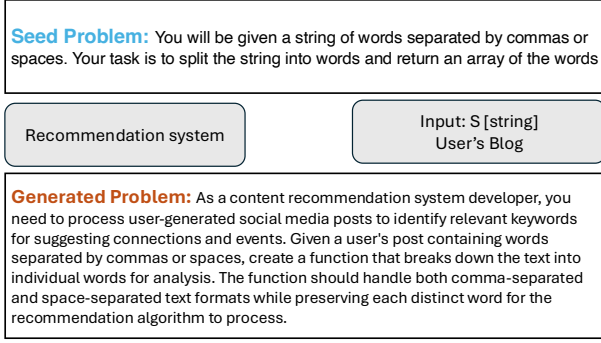 Seed Problem: You will be given a string of words separated by commas or
spaces. Your task is to split the string into words and return an array of the words
Recommendation system
Input: S [string]
User's Blog
Generated Problem: As a content recommendation system developer, you
need to process user-generated social media posts to identify relevant keywords
for suggesting connections and events. Given a user's post containing words
separated by commas or spaces, create a function that breaks down the text into
individual words for analysis. The function should handle both comma-separated
and space-separated text formats while preserving each distinct word for the
recommendation algorithm to process.